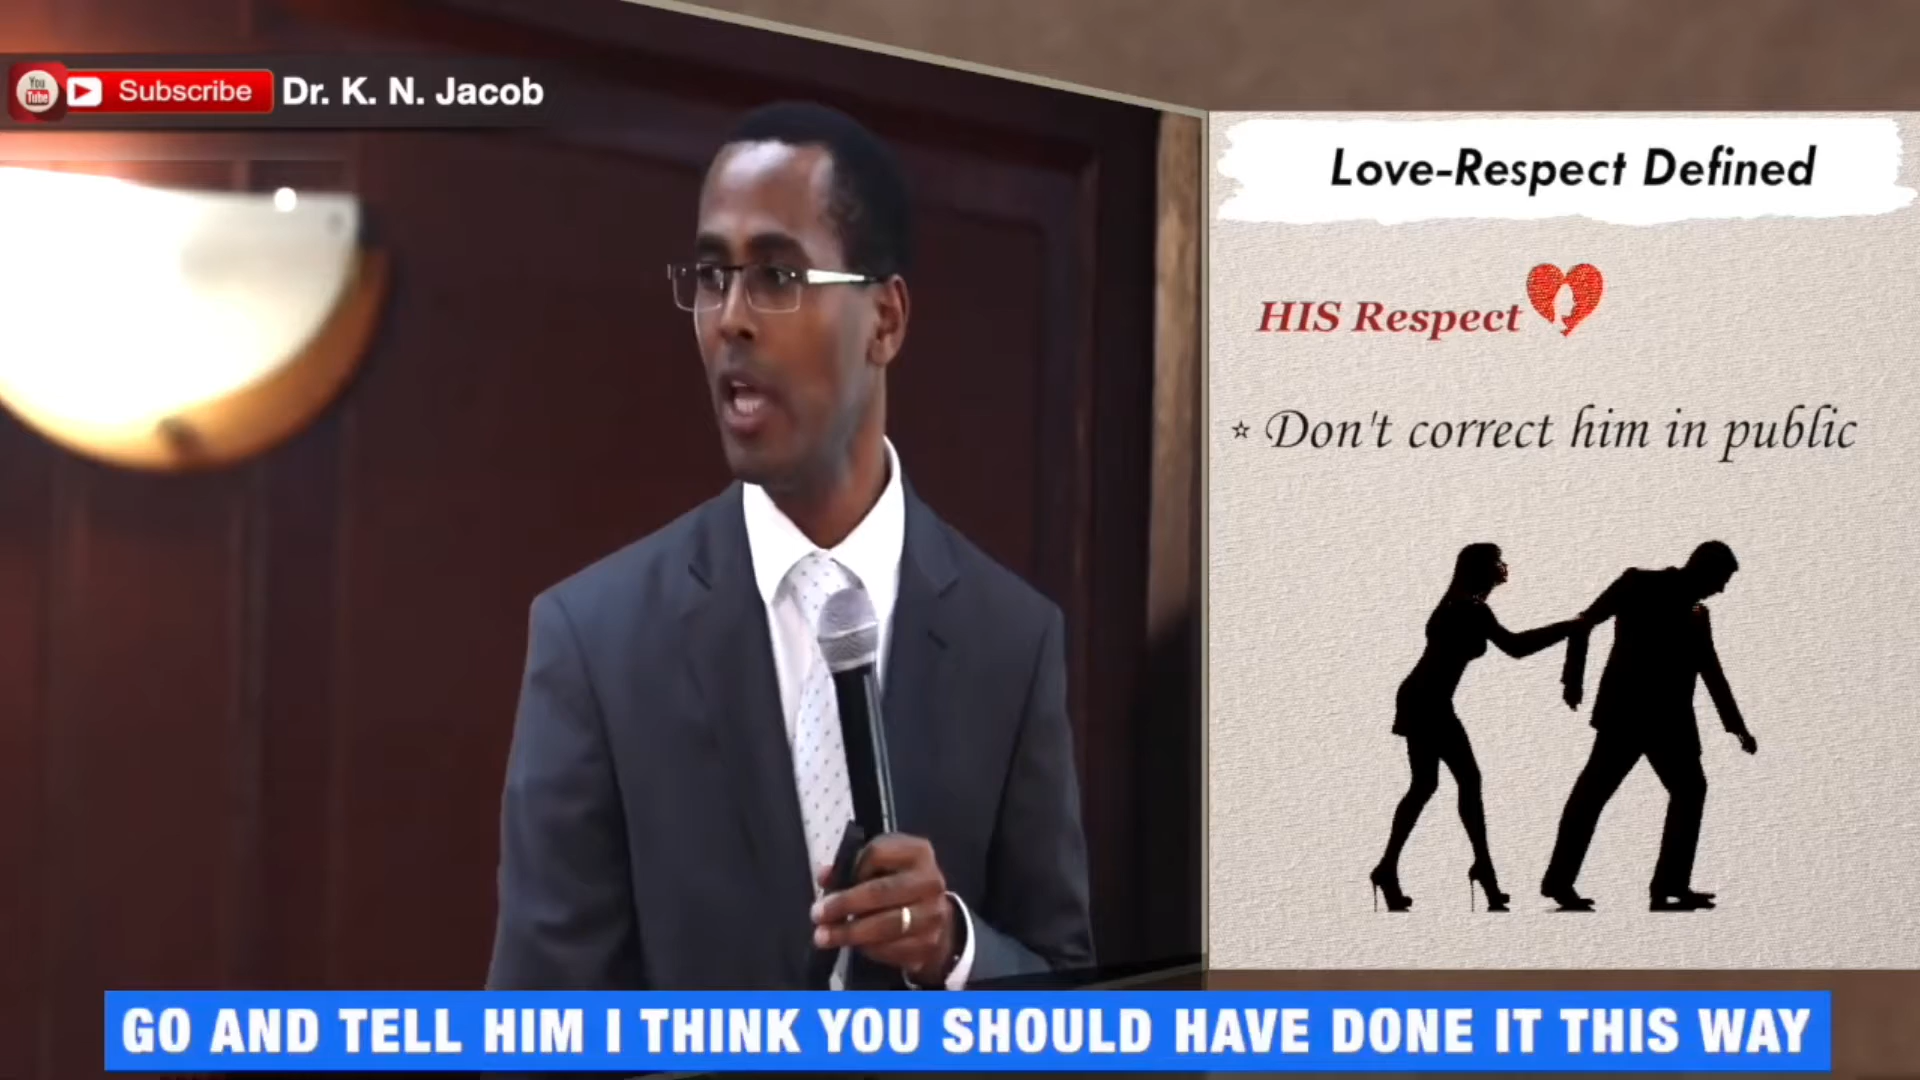 You
Tube
Subscribe Dr. K. N. Jacob
Love-Respect Defined
HIS Respect
☆ Don't correct him in public
GO AND TELL HIM I THINK YOU SHOULD HAVE DONE IT THIS WAY